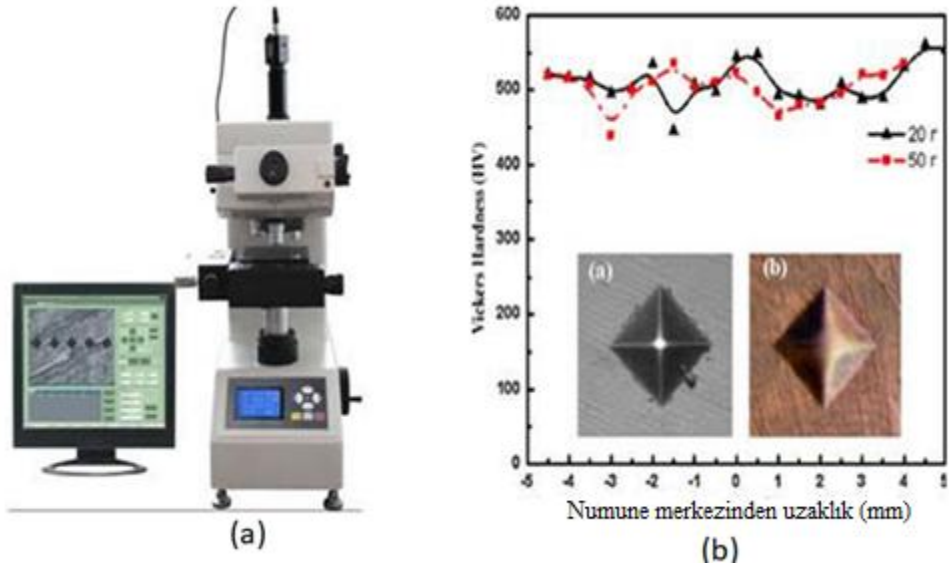 (a)
(b)
600
500
400
300
200
100
0
Vickers Hardness (HV)
20 r
50 r
(a)
(b)
-5 -4 -3 -2 -1 0 1 2 3 4 5
Numune merkezinden uzaklık (mm)
(a)
(b)